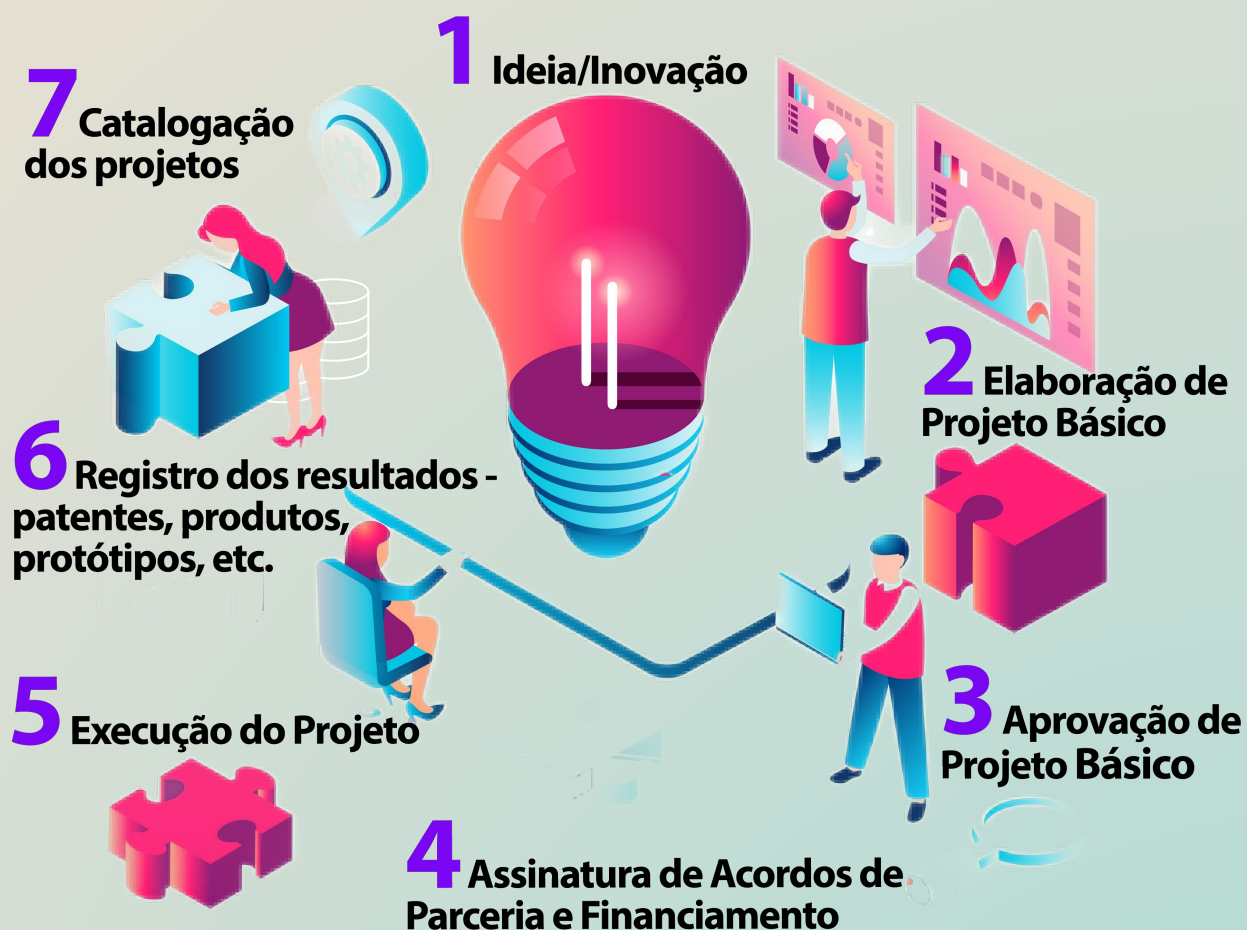 1 Ideia/Inovação
2 Elaboração de
Projeto Básico
3 Aprovação de
Projeto Básico
4 Assinatura de Acordos de
Parceria e Financiamento
5 Execução do Projeto
6 Registro dos resultados -
patentes, produtos,
protótipos, etc.
7 Catalogação
dos projetos